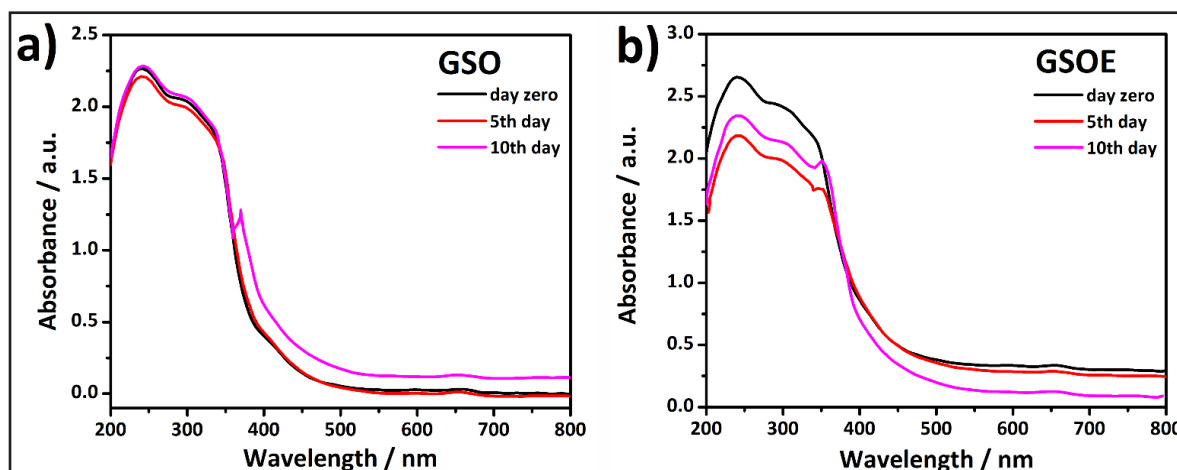 a)
GSO
day zero
5th day
10th day
2.5
2.0
1.5
1.0
0.5
0.0
Absorbance / a.u.
200 300 400 500 600 700 800
Wavelength / nm
b)
GSOE
day zero
5th day
10th day
3.0
2.5
2.0
1.5
1.0
0.5
0.0
Absorbance / a.u.
200 300 400 500 600 700 800
Wavelength / nm